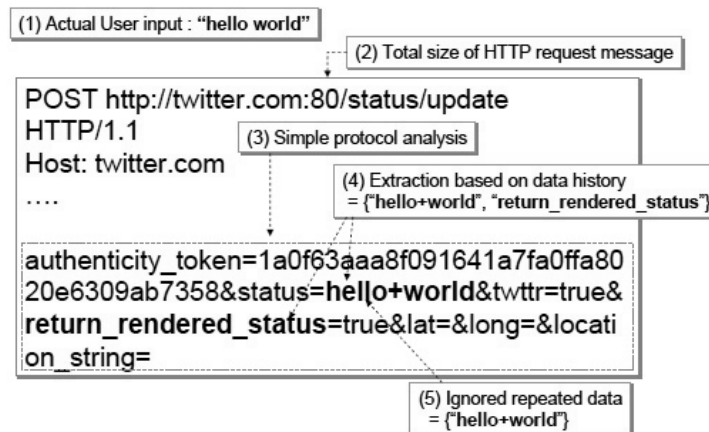 (1) Actual User input : “hello world”
(2) Total size of HTTP request message
POST http://twitter.com:80/status/update
HTTP/1.1
(3) Simple protocol analysis
Host: twitter.com
(4) Extraction based on data history
= {“hello+world”, “return_rendered_status”}
....
authenticity_token=1a0f63aaa8f091641a7fa0ffa80
20e6309ab7358&status=hello+world&twttr=true&
return_rendered_status=true&lat=&long=&locati
on_string=
(5) Ignored repeated data
= {“hello+world”}